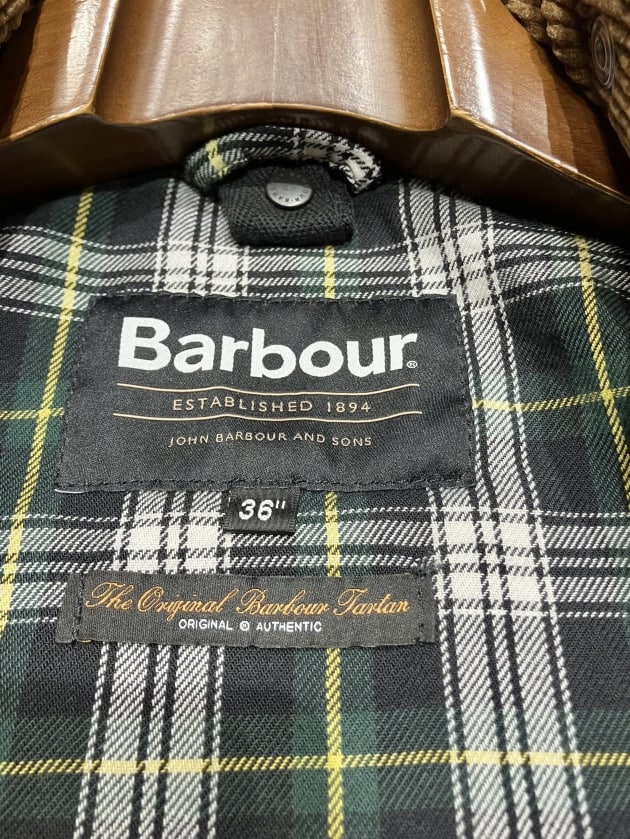 Barbour®
ESTABLISHED 1894
JOHN BARBOUR AND SONS
36"
The Original Barbour Tartan
ORIGINAL © AUTHENTIC